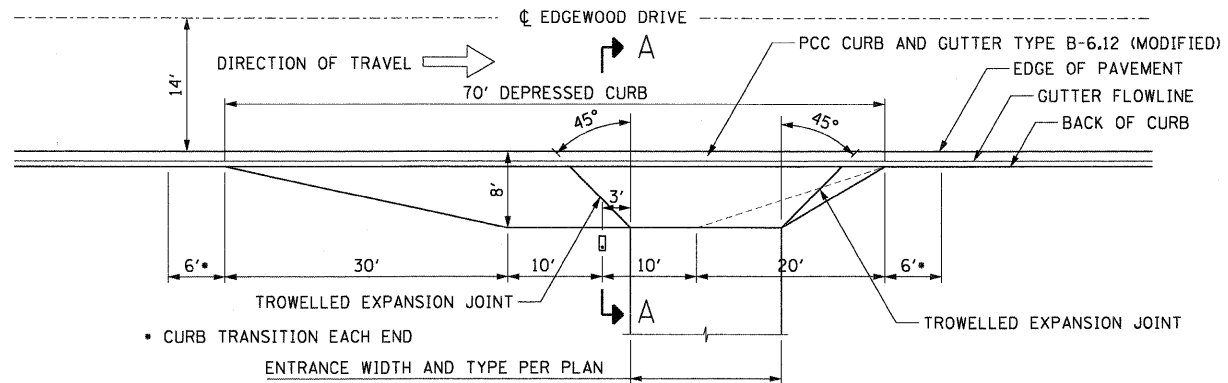 ℄ EDGEWOOD DRIVE
A
PCC CURB AND GUTTER TYPE B-6.12 (MODIFIED)
DIRECTION OF TRAVEL
EDGE OF PAVEMENT
14'
70' DEPRESSED CURB
GUTTER FLOWLINE
45°
45°
BACK OF CURB
8'
3'
6'*
30'
10'
10'
20'
6'*
TROWELLED EXPANSION JOINT
A
TROWELLED EXPANSION JOINT
* CURB TRANSITION EACH END
ENTRANCE WIDTH AND TYPE PER PLAN